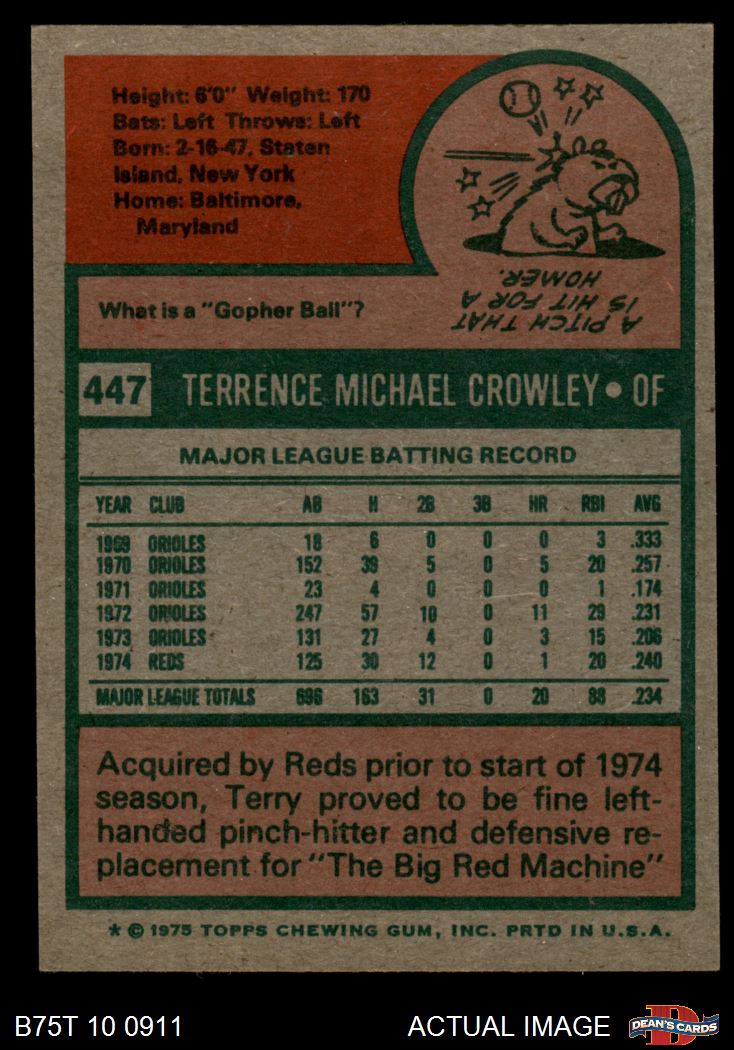 Height: 6'0" Weight: 170
Bats: Left Throws: Left
Born: 2-16-47, Staten
Island, New York
Home: Baltimore,
Maryland
What is a "Gopher Ball"?
A PITCH THAT
IS HIT FOR A
HOMER.
447 TERRENCE MICHAEL CROWLEY • OF
MAJOR LEAGUE BATTING RECORD
YEAR CLUB AB H 2B 3B HR RBI AVG
1969 ORIOLES 18 6 0 0 0 3 .333
1970 ORIOLES 152 39 5 0 5 20 .257
1971 ORIOLES 23 4 0 0 0 1 .174
1972 ORIOLES 247 57 10 0 11 29 .231
1973 ORIOLES 131 27 4 0 3 15 .206
1974 REDS 125 30 12 0 1 20 .240
MAJOR LEAGUE TOTALS 696 163 31 0 20 88 .234
Acquired by Reds prior to start of 1974
season, Terry proved to be fine left-
handed pinch-hitter and defensive re-
placement for "The Big Red Machine"
* © 1975 TOPPS CHEWING GUM, INC. PRTD IN U.S.A.
B75T 10 0911 ACTUAL IMAGE DEAN'S CARDS